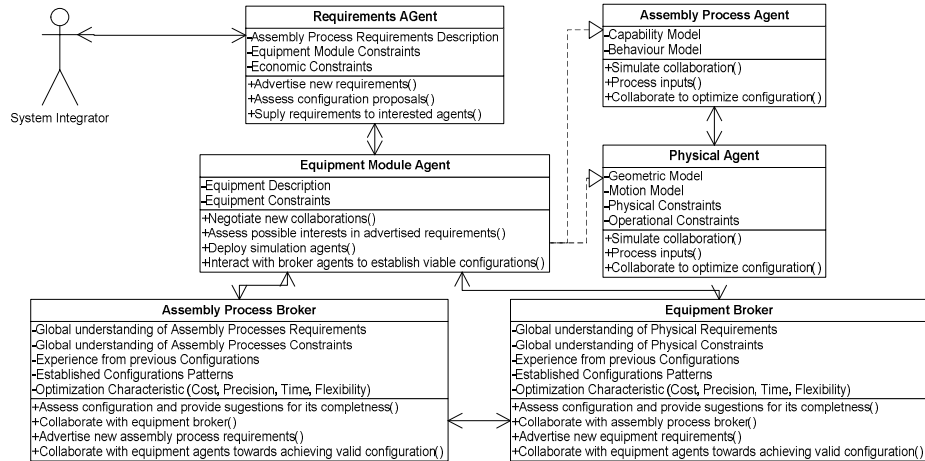 Requirements AGent
-Assembly Process Requirements Description
-Equipment Module Constraints
-Economic Constraints
+Advertise new requirements()
+Assess configuration proposals()
+Suply requirements to interested agents()
System Integrator
Assembly Process Agent
-Capability Model
-Behaviour Model
+Simulate collaboration()
+Process inputs()
+Collaborate to optimize configuration()
Equipment Module Agent
-Equipment Description
-Equipment Constraints
+Negotiate new collaborations()
+Assess possible interests in advertised requirements()
+Deploy simulation agents()
+Interact with broker agents to establish viable configurations()
Physical Agent
-Geometric Model
-Motion Model
-Physical Constraints
-Operational Constraints
+Simulate collaboration()
+Process inputs()
+Collaborate to optimize configuration()
Assembly Process Broker
-Global understanding of Assembly Processes Requirements
-Global understanding of Assembly Processes Constraints
-Experience from previous Configurations
-Established Configurations Patterns
-Optimization Characteristic (Cost, Precision, Time, Flexibility)
+Assess configuration and provide sugestions for its completness()
+Collaborate with equipment broker()
+Advertise new assembly process requirements()
+Collaborate with equipment agents towards achieving valid configuration()
Equipment Broker
-Global understanding of Physical Requirements
-Global understanding of Physical Constraints
-Experience from previous Configurations
-Established Configurations Patterns
-Optimization Characteristic (Cost, Precision, Time, Flexibility)
+Assess configuration and provide sugestions for its completness()
+Collaborate with assembly process broker()
+Advertise new equipment requirements()
+Collaborate with equipment agents towards achieving valid configuration()